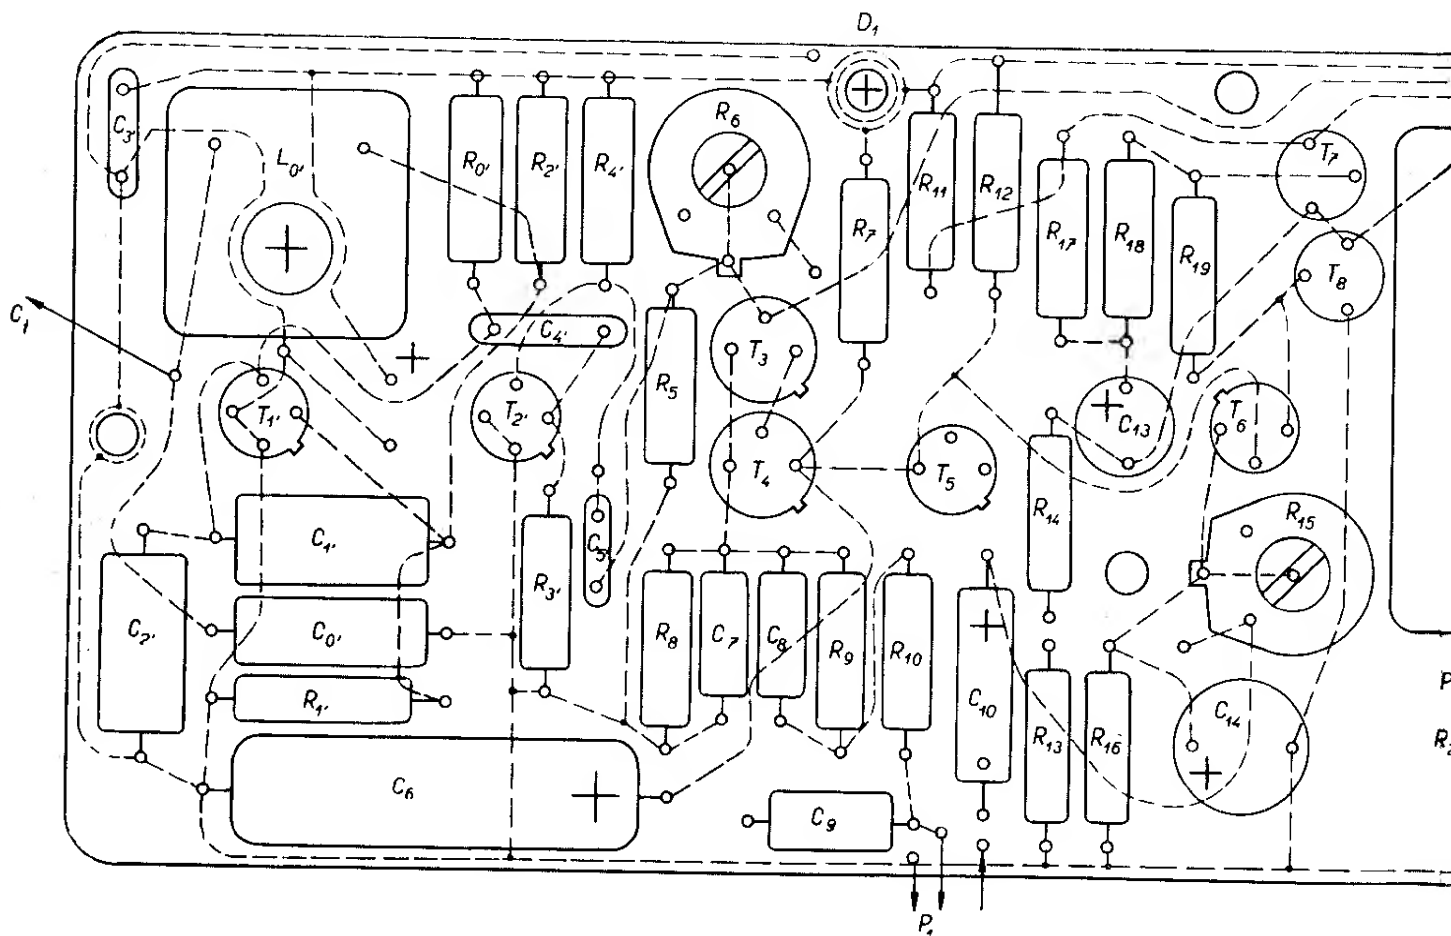 D₁
C₃'
L₀'
R₀'
R₂'
R₄'
R₆
R₇
R₁₁
R₁₂
R₁₇
R₁₈
R₁₉
T₇
T₈
C₁
C₄'
T₁'
T₂'
R₅
T₃
T₄
T₅
C₁₃
T₆
R₁₄
R₁₅
C₁'
C₂'
C₀'
R₁'
R₃'
C₅'
R₈
C₇
C₈
R₉
R₁₀
C₁₀
R₁₃
R₁₆
C₁₄
C₆
C₉
P₁